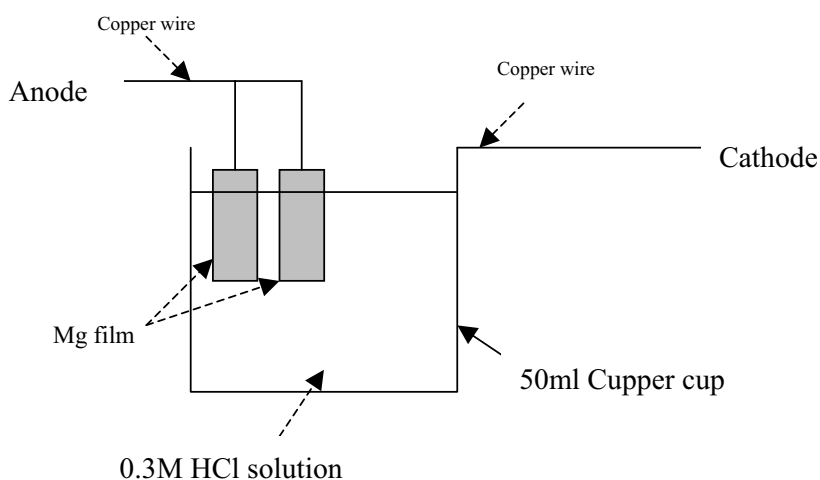 Copper wire
Copper wire
Anode
Cathode
Mg film
50ml Cupper cup
0.3M HCl solution